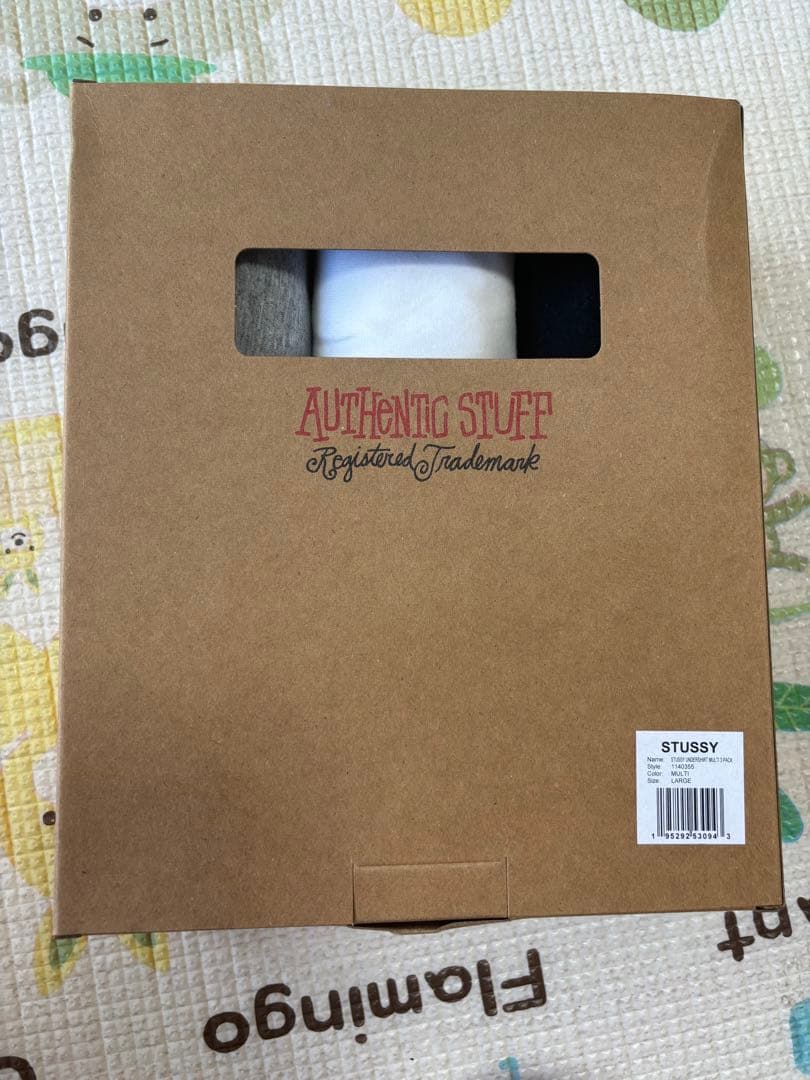 AUTHENTIC STUFF
Registered Trademark
STUSSY
Name: STUSSY UNDERSHIRT MULTI 3 PACK
Style: 1140355
Color: MULTI
Size: LARGE
1 95292 53094 3
ant
Flamingo